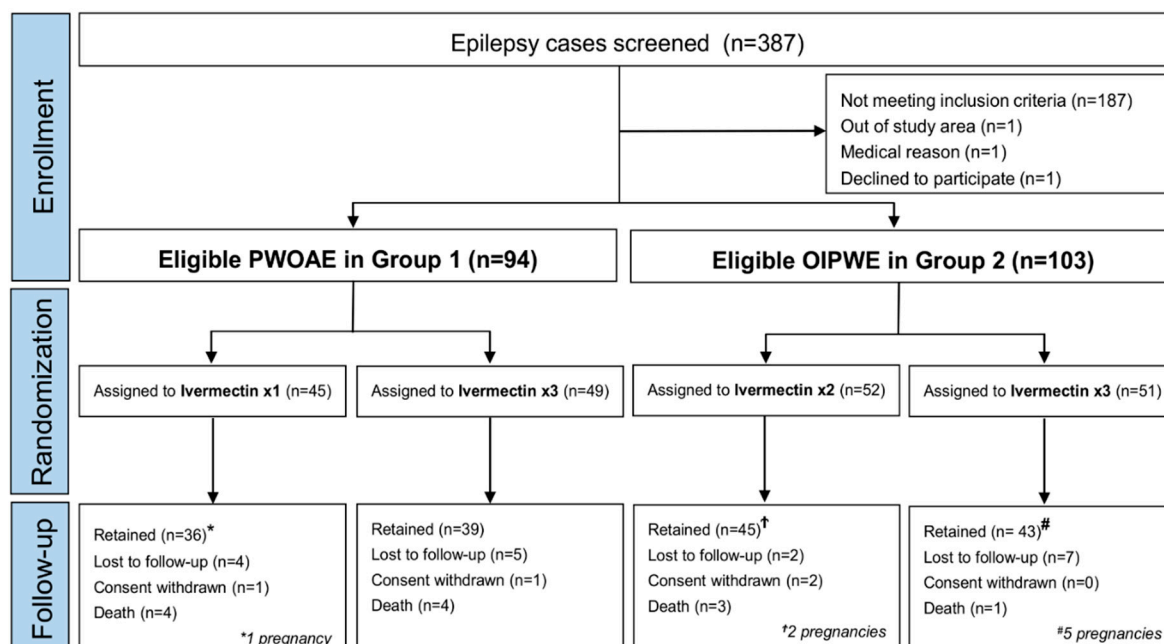 Enrollment
Epilepsy cases screened (n=387)
Not meeting inclusion criteria (n=187)
Out of study area (n=1)
Medical reason (n=1)
Declined to participate (n=1)
Eligible PWOAE in Group 1 (n=94)
Eligible OIPWE in Group 2 (n=103)
Randomization
Assigned to Ivermectin x1 (n=45)
Assigned to Ivermectin x3 (n=49)
Assigned to Ivermectin x2 (n=52)
Assigned to Ivermectin x3 (n=51)
Follow-up
Retained (n=36)*
Lost to follow-up (n=4)
Consent withdrawn (n=1)
Death (n=4)
*1 pregnancy
Retained (n=39)
Lost to follow-up (n=5)
Consent withdrawn (n=1)
Death (n=4)
Retained (n=45)†
Lost to follow-up (n=2)
Consent withdrawn (n=2)
Death (n=3)
†2 pregnancies
Retained (n= 43)#
Lost to follow-up (n=7)
Consent withdrawn (n=0)
Death (n=1)
#5 pregnancies